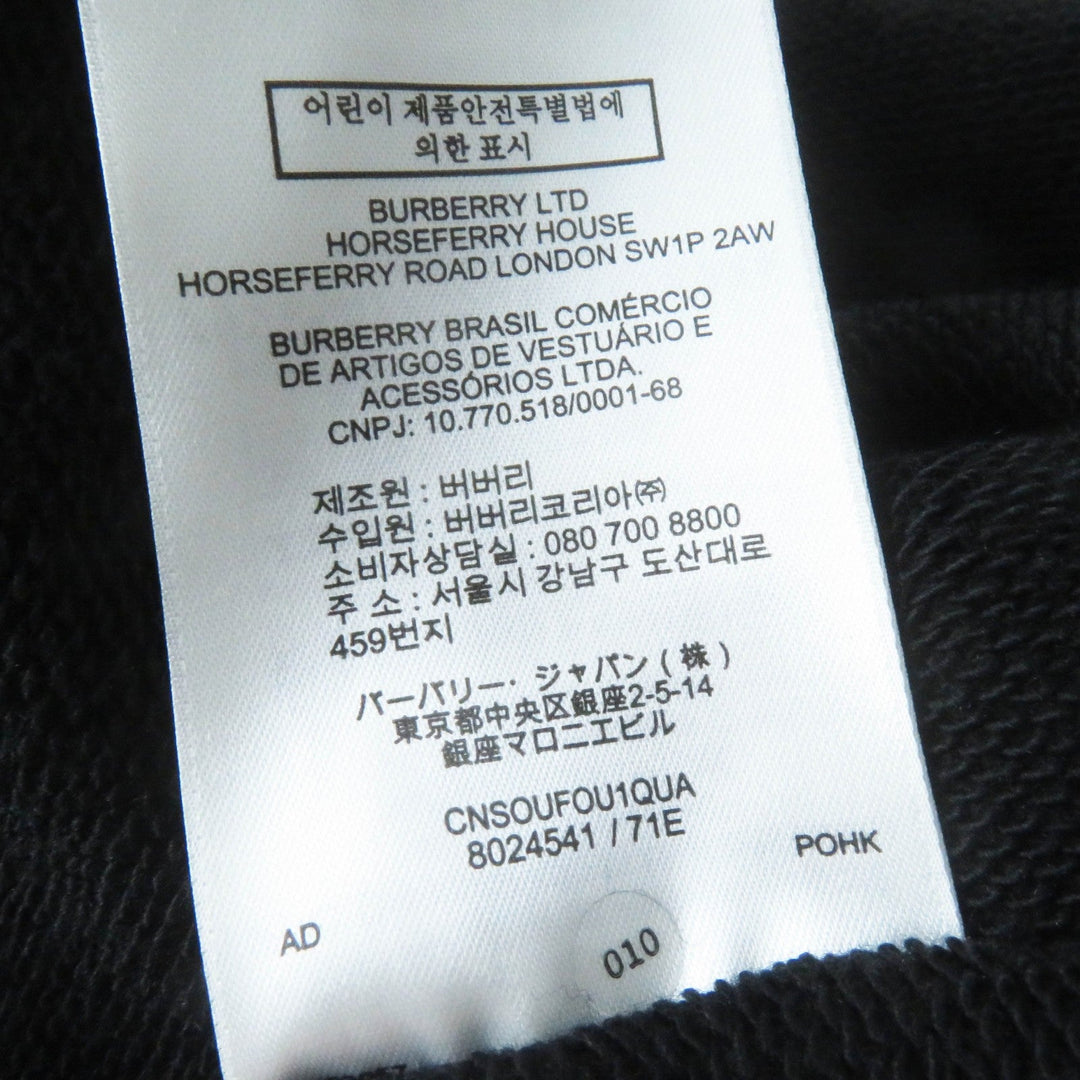 어린이 제품안전특별법에
의한 표시
BURBERRY LTD
HORSEFERRY HOUSE
HORSEFERRY ROAD LONDON SW1P 2AW
BURBERRY BRASIL COMÉRCIO
DE ARTIGOS DE VESTUÁRIO E
ACESSÓRIOS LTDA.
CNPJ: 10.770.518/0001-68
제조원 : 버버리
수입원 : 버버리코리아㈜
소비자상담실 : 080 700 8800
주 소 : 서울시 강남구 도산대로
459번지
バーバリー・ジャパン ( 株 )
東京都中央区銀座2-5-14
銀座マロニエビル
CNSOUFOU1QUA
8024541 / 71E
POHK
AD
010